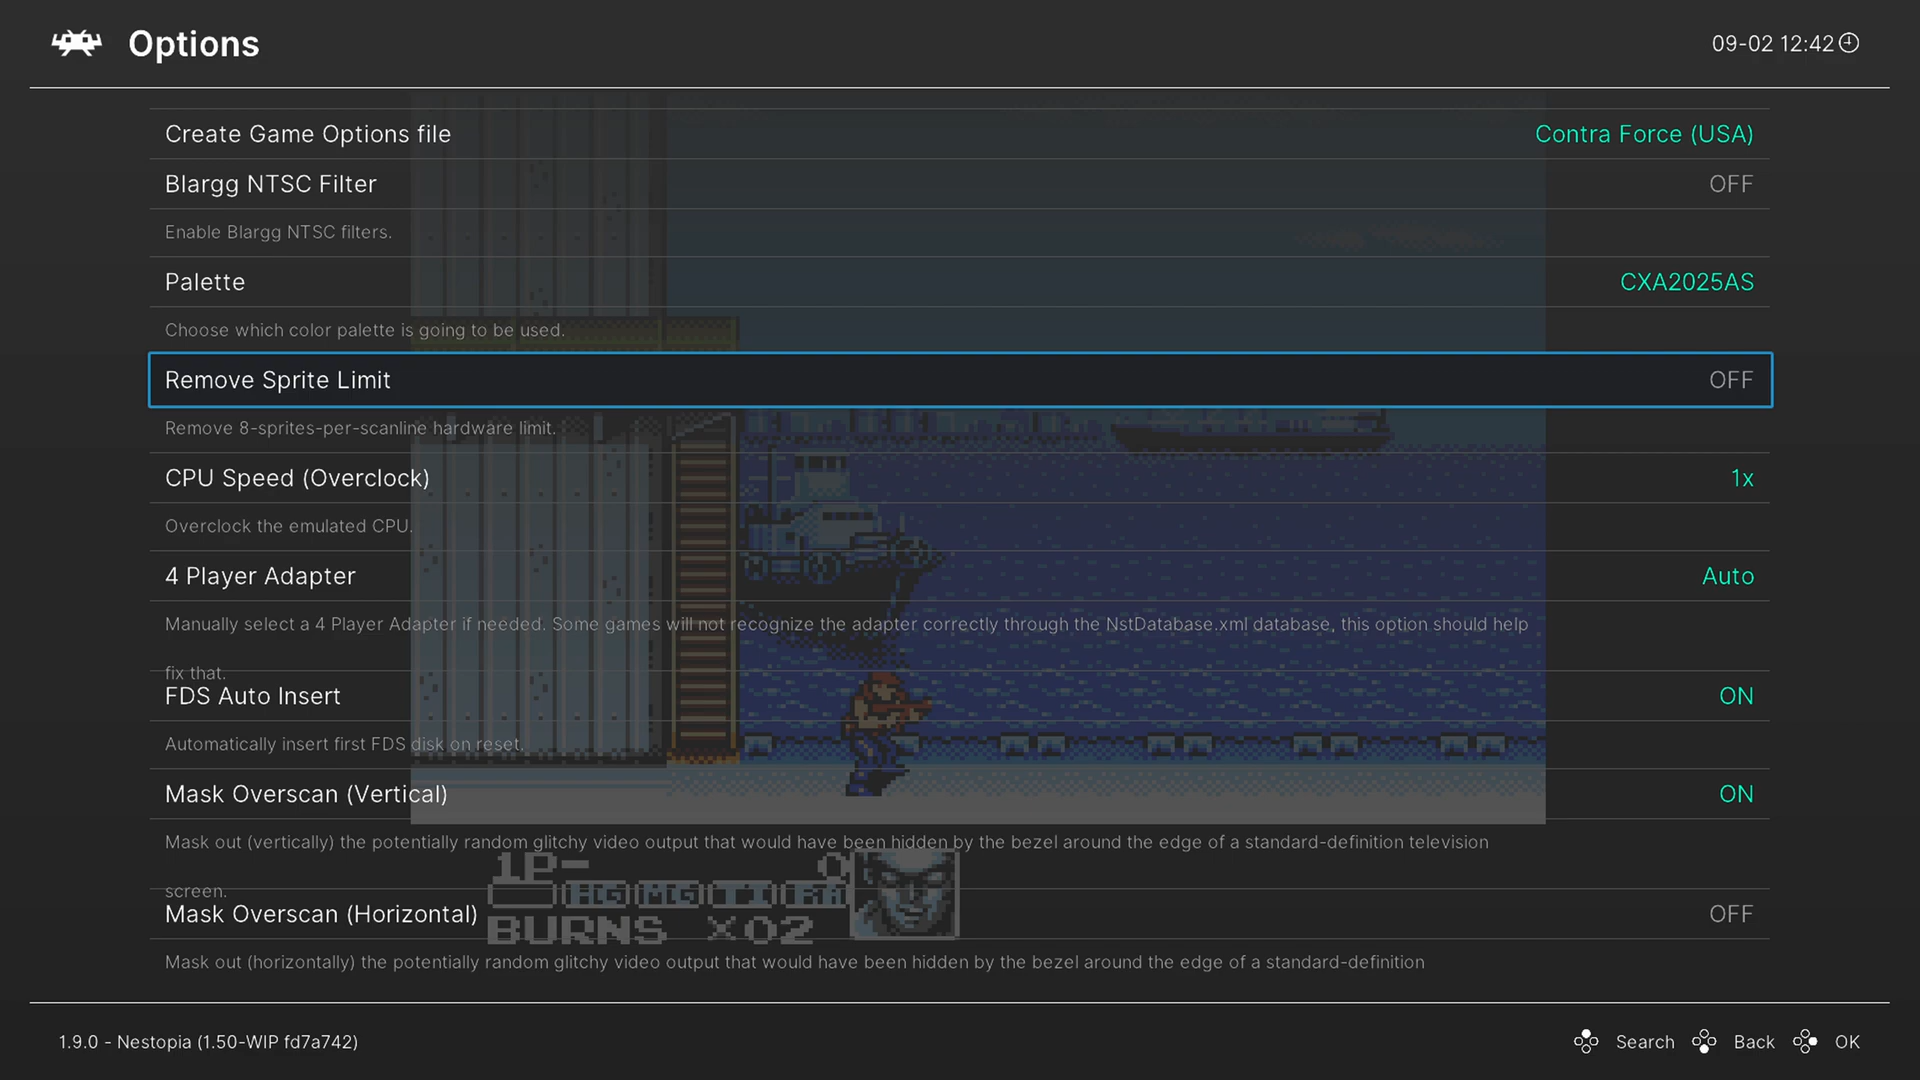 Options
09-02 12:42
Create Game Options file
Contra Force (USA)
Blargg NTSC Filter
OFF
Enable Blargg NTSC filters.
Palette
CXA2025AS
Choose which color palette is going to be used.
Remove Sprite Limit
OFF
Remove 8-sprites-per-scanline hardware limit.
CPU Speed (Overclock)
1x
Overclock the emulated CPU.
4 Player Adapter
Auto
Manually select a 4 Player Adapter if needed. Some games will not recognize the adapter correctly through the NstDatabase.xml database, this option should help
fix that.
FDS Auto Insert
ON
Automatically insert first FDS disk on reset.
Mask Overscan (Vertical)
ON
Mask out (vertically) the potentially random glitchy video output that would have been hidden by the bezel around the edge of a standard-definition television
screen.
1P- 0
HG MG TI RA
Mask Overscan (Horizontal)
OFF
BURNS ×02
Mask out (horizontally) the potentially random glitchy video output that would have been hidden by the bezel around the edge of a standard-definition
1.9.0 - Nestopia (1.50-WIP fd7a742)
Search Back OK